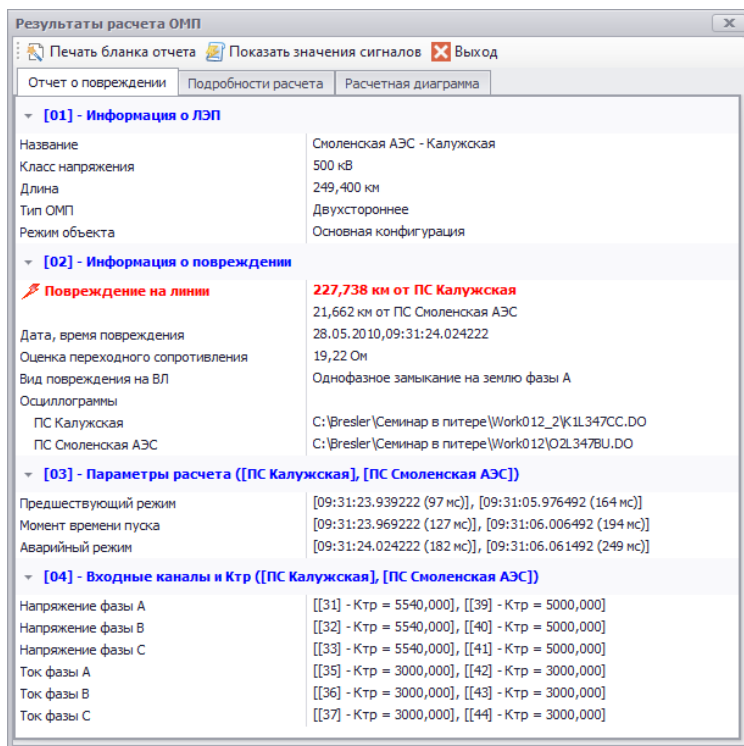 Результаты расчета ОМП
Печать бланка отчета Показать значения сигналов Выход
Отчет о повреждении Подробности расчета Расчетная диаграмма
[01] - Информация о ЛЭП
Название Смоленская АЭС - Калужская
Класс напряжения 500 кВ
Длина 249,400 км
Тип ОМП Двухстороннее
Режим объекта Основная конфигурация
[02] - Информация о повреждении
Повреждение на линии 227,738 км от ПС Калужская
21,662 км от ПС Смоленская АЭС
Дата, время повреждения 28.05.2010,09:31:24.024222
Оценка переходного сопротивления 19,22 Ом
Вид повреждения на ВЛ Однофазное замыкание на землю фазы А
Осциллограммы
ПС Калужская C:\Bresler\Семинар в питере\Work012_2\K1L347CC.DO
ПС Смоленская АЭС C:\Bresler\Семинар в питере\Work012\O2L347BU.DO
[03] - Параметры расчета ([ПС Калужская], [ПС Смоленская АЭС])
Предшествующий режим [09:31:23.939222 (97 мс)], [09:31:05.976492 (164 мс)]
Момент времени пуска [09:31:23.969222 (127 мс)], [09:31:06.006492 (194 мс)]
Аварийный режим [09:31:24.024222 (182 мс)], [09:31:06.061492 (249 мс)]
[04] - Входные каналы и Ктр ([ПС Калужская], [ПС Смоленская АЭС])
Напряжение фазы А [[31] - Ктр = 5540,000], [[39] - Ктр = 5000,000]
Напряжение фазы В [[32] - Ктр = 5540,000], [[40] - Ктр = 5000,000]
Напряжение фазы С [[33] - Ктр = 5540,000], [[41] - Ктр = 5000,000]
Ток фазы А [[35] - Ктр = 3000,000], [[42] - Ктр = 3000,000]
Ток фазы В [[36] - Ктр = 3000,000], [[43] - Ктр = 3000,000]
Ток фазы С [[37] - Ктр = 3000,000], [[44] - Ктр = 3000,000]